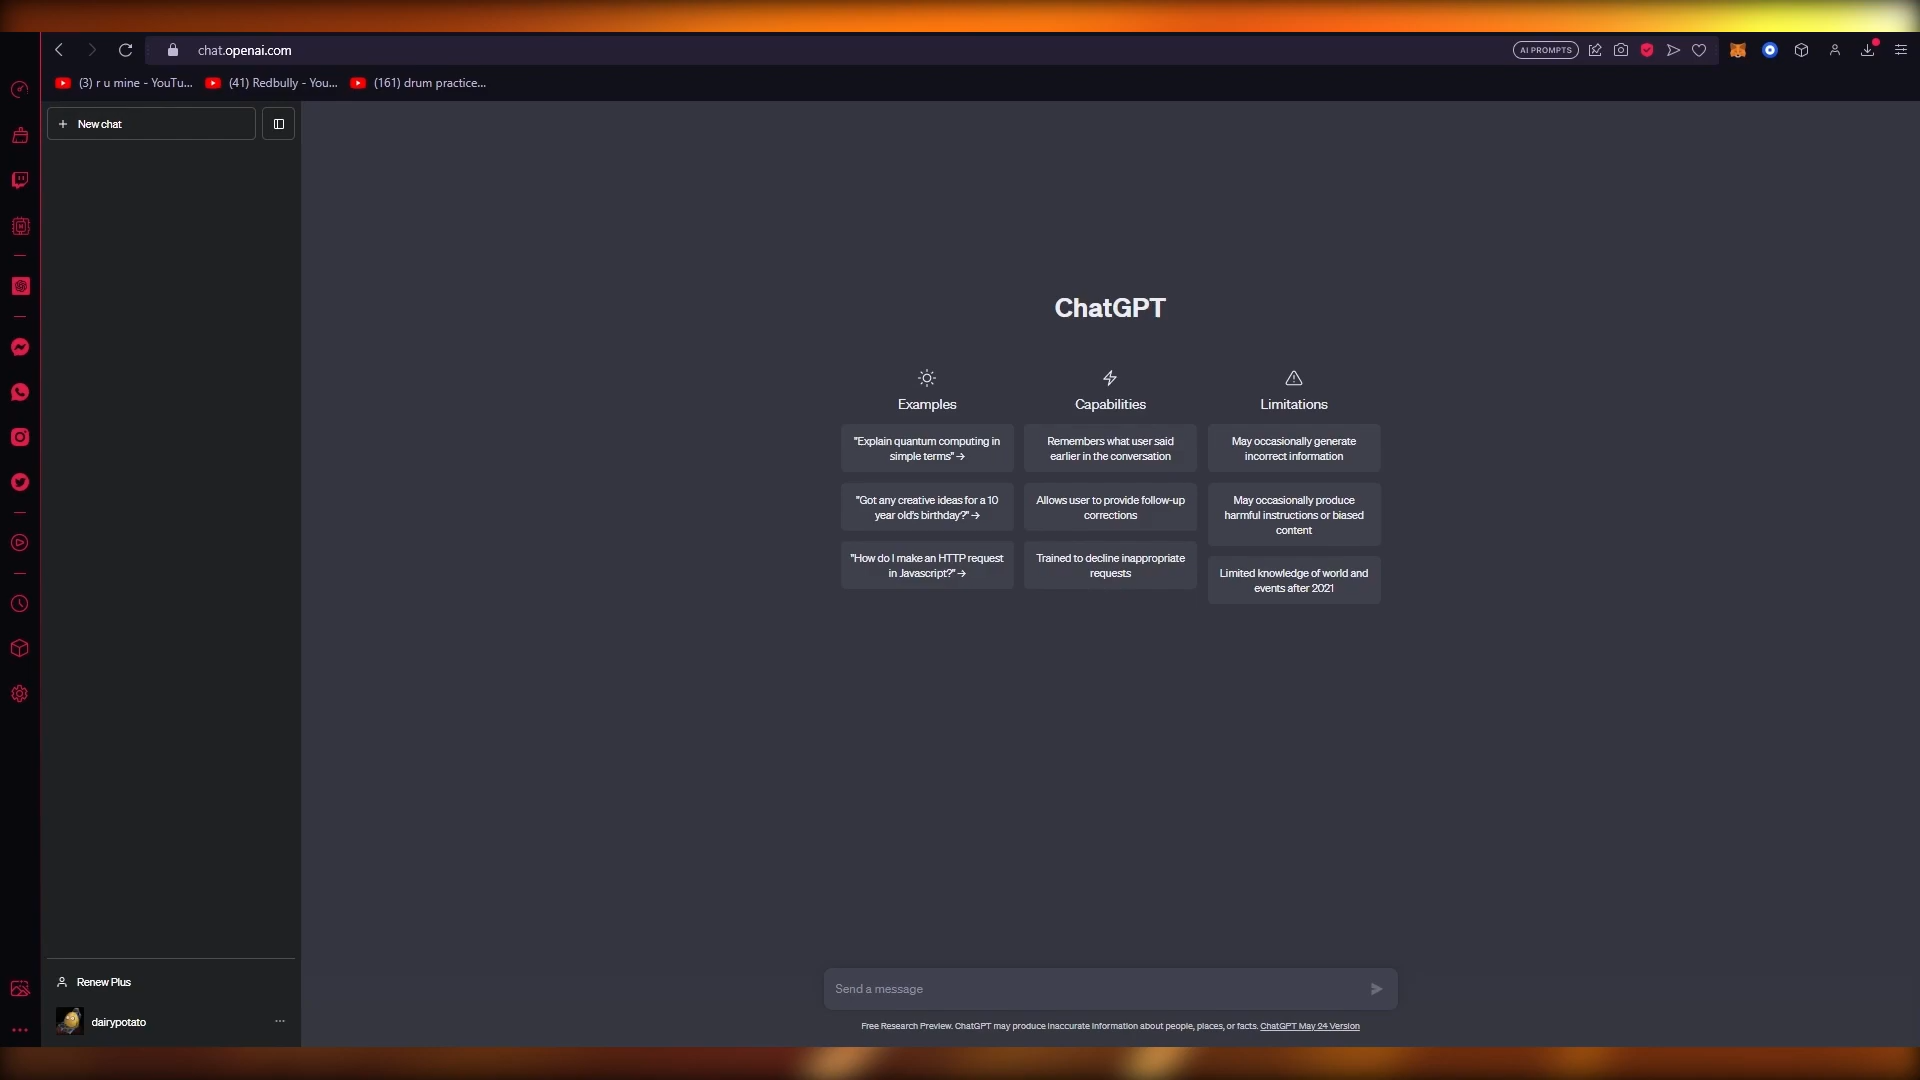 chat.openai.com
AI PROMPTS
(3) r u mine - YouTu...
(41) Redbully - You...
(161) drum practice...
New chat
ChatGPT
Examples
"Explain quantum computing in
simple terms" →
"Got any creative ideas for a 10
year old's birthday?" →
"How do I make an HTTP request
in Javascript?" →
Capabilities
Remembers what user said
earlier in the conversation
Allows user to provide follow-up
corrections
Trained to decline inappropriate
requests
Limitations
May occasionally generate
incorrect information
May occasionally produce
harmful instructions or biased
content
Limited knowledge of world and
events after 2021
Renew Plus
dairypotato
Send a message
Free Research Preview. ChatGPT may produce inaccurate information about people, places, or facts. ChatGPT May 24 Version